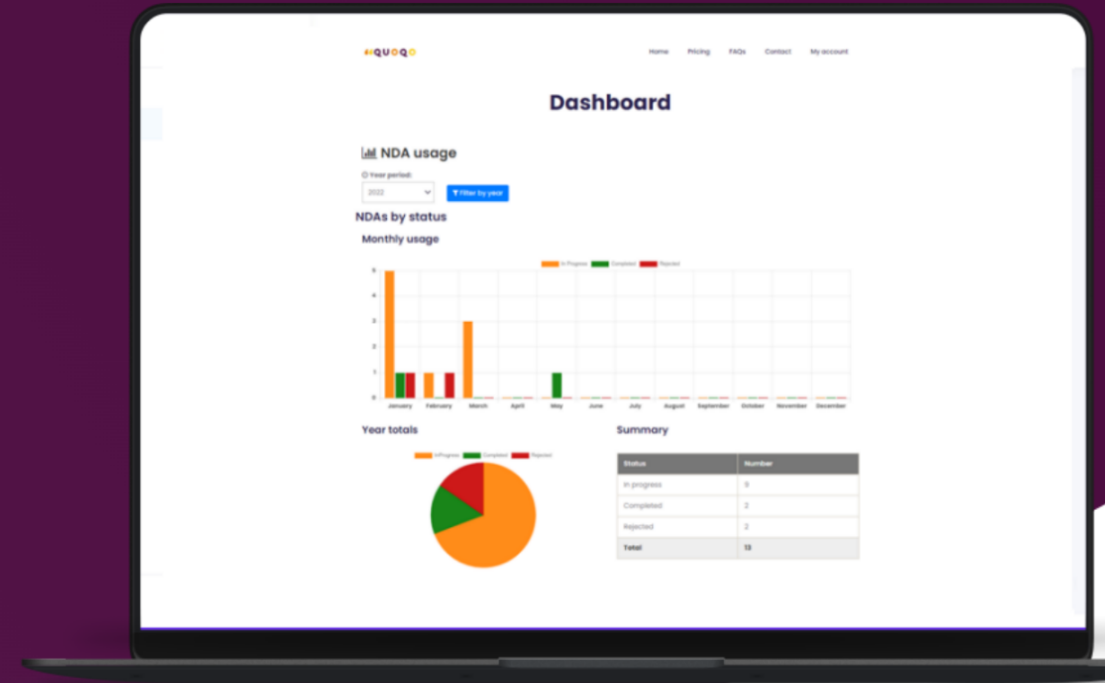 QUOQO
Home Pricing FAQs Contact My account
Dashboard
NDA usage
Year period:
2022
Filter by year
NDAs by status
Monthly usage
In Progress Completed Rejected
5
4
3
2
1
0
January February March April May June July August September October November December
Year totals
Summary
In Progress Completed Rejected
Status Number
In progress 9
Completed 2
Rejected 2
Total 13